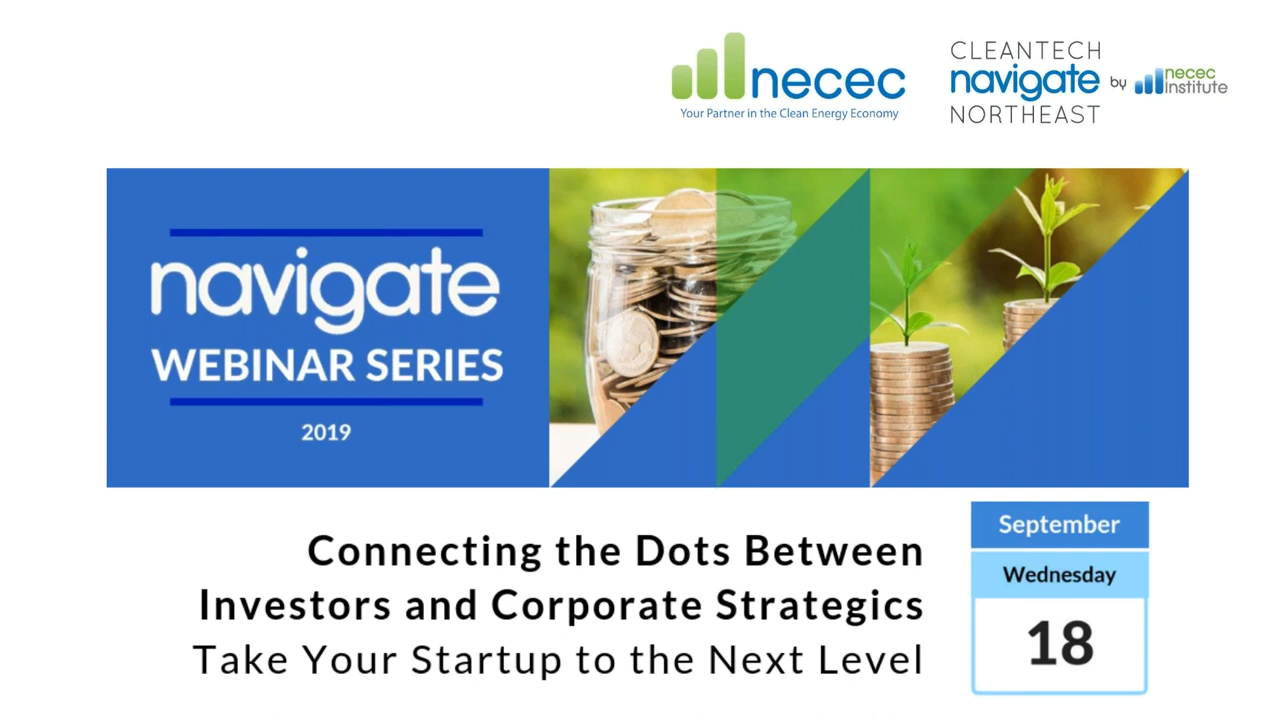 necec
Your Partner in the Clean Energy Economy
CLEANTECH
navigate by necec institute
NORTHEAST
navigate
WEBINAR SERIES
2019
Connecting the Dots Between
Investors and Corporate Strategics
Take Your Startup to the Next Level
September
Wednesday
18